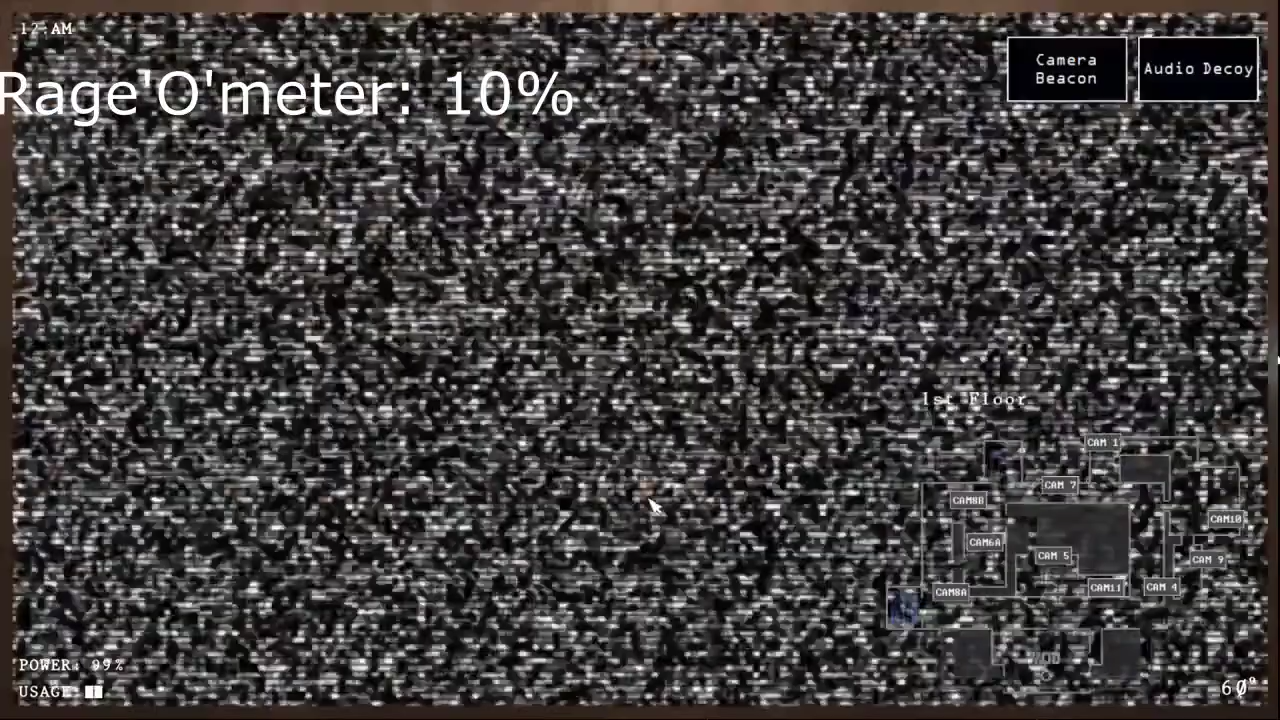 12:AM
Rage'O'meter: 10%
Camera
Beacon
Audio Decoy
1st Floor
CAM 1
CAM 7
CAM8B
CAM10
CAM6A
CAM 5
CAM 9
CAM8A
CAM11
CAM 4
POWER: 99%
USAGE:
60°